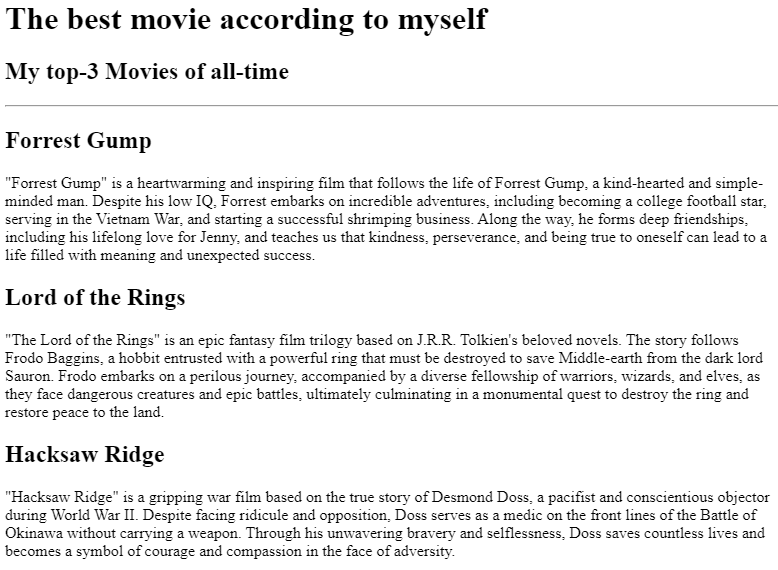 The best movie according to myself
My top-3 Movies of all-time
Forrest Gump
"Forrest Gump" is a heartwarming and inspiring film that follows the life of Forrest Gump, a kind-hearted and simple-
minded man. Despite his low IQ, Forrest embarks on incredible adventures, including becoming a college football star,
serving in the Vietnam War, and starting a successful shrimping business. Along the way, he forms deep friendships,
including his lifelong love for Jenny, and teaches us that kindness, perseverance, and being true to oneself can lead to a
life filled with meaning and unexpected success.
Lord of the Rings
"The Lord of the Rings" is an epic fantasy film trilogy based on J.R.R. Tolkien's beloved novels. The story follows
Frodo Baggins, a hobbit entrusted with a powerful ring that must be destroyed to save Middle-earth from the dark lord
Sauron. Frodo embarks on a perilous journey, accompanied by a diverse fellowship of warriors, wizards, and elves, as
they face dangerous creatures and epic battles, ultimately culminating in a monumental quest to destroy the ring and
restore peace to the land.
Hacksaw Ridge
"Hacksaw Ridge" is a gripping war film based on the true story of Desmond Doss, a pacifist and conscientious objector
during World War II. Despite facing ridicule and opposition, Doss serves as a medic on the front lines of the Battle of
Okinawa without carrying a weapon. Through his unwavering bravery and selflessness, Doss saves countless lives and
becomes a symbol of courage and compassion in the face of adversity.